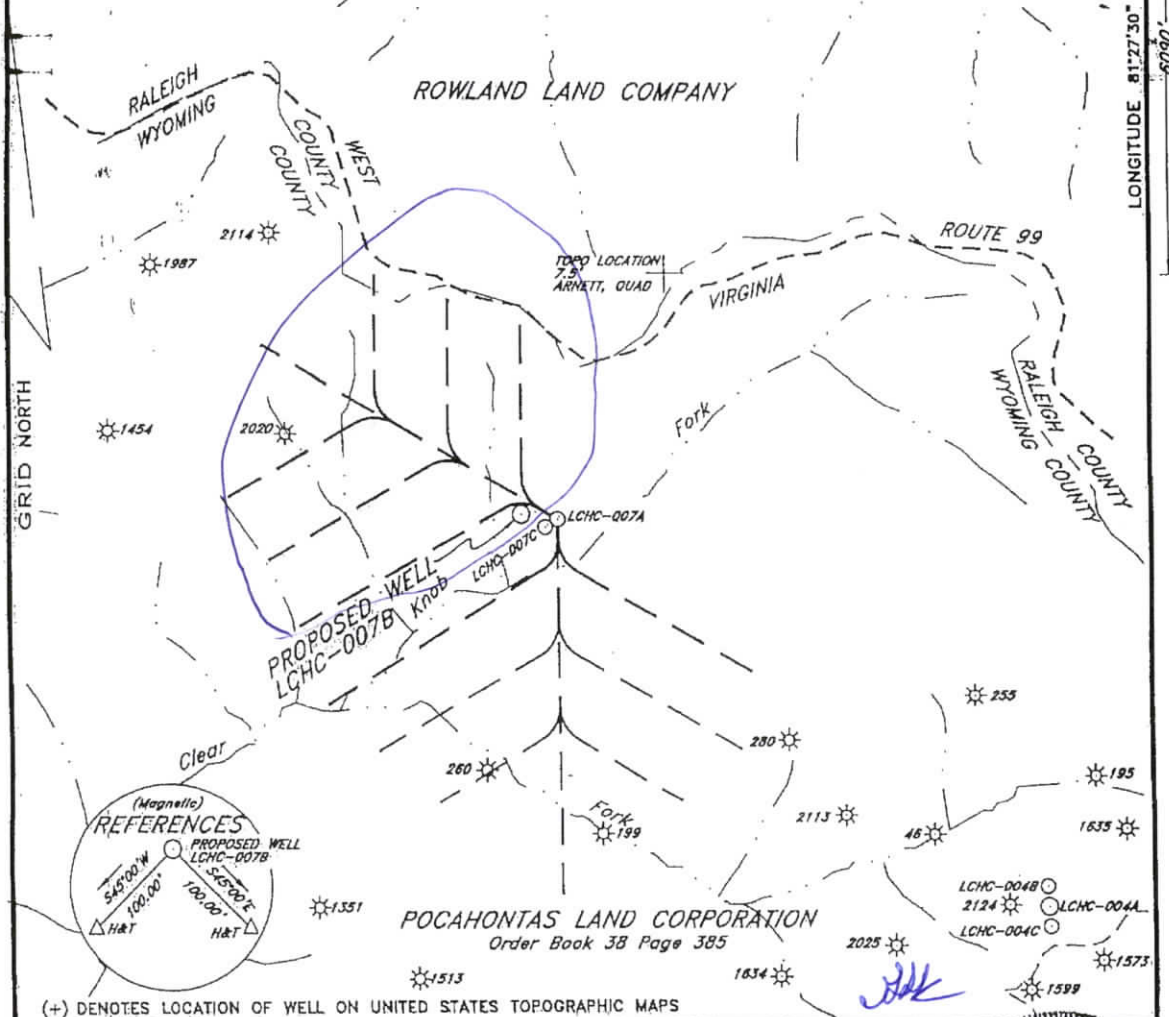 LONGITUDE 81°27'30"
ROWLAND LAND COMPANY
RALEIGH
WYOMING
COUNTY
COUNTY
WEST
2114
1987
TOPO LOCATION
7.5
ARNETT, QUAD
ROUTE 99
VIRGINIA
RALEIGH COUNTY
WYOMING COUNTY
GRID NORTH
1454
2020
Fork
LCHC-007A
LCHC-007C
PROPOSED WELL
LCHC-007B
Knob
Clear
255
280
260
195
2113
Fork
199
46
1635
(Magnetic)
REFERENCES
PROPOSED WELL
LCHC-007B
S45°00'W
100.00'
S45°00'E
100.00'
H&T
H&T
1351
POCAHONTAS LAND CORPORATION
Order Book 38 Page 385
LCHC-004B
2124
LCHC-004A
LCHC-004C
2025
1573
1513
1634
1599
(+) DENOTES LOCATION OF WELL ON UNITED STATES TOPOGRAPHIC MAPS